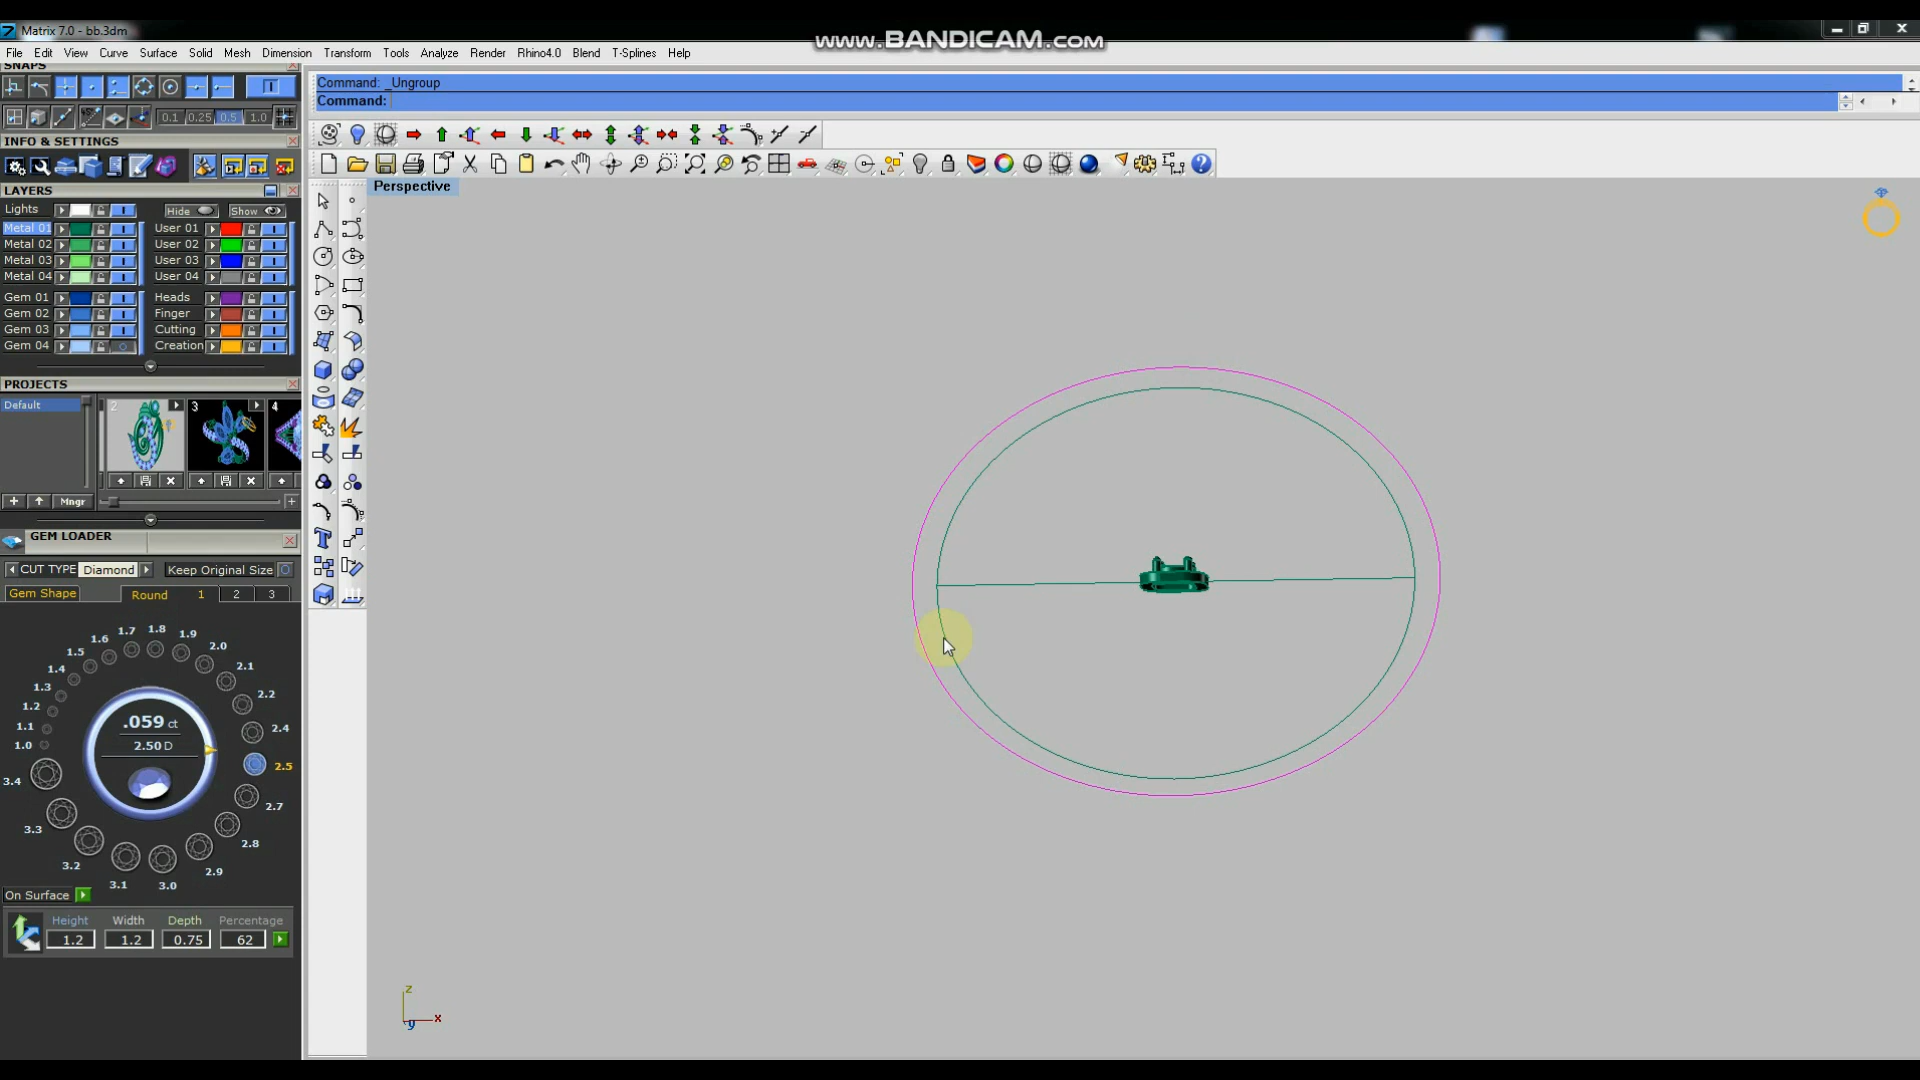 Matrix 7.0 - bb.3dm
www.BANDICAM.com
File Edit View Curve Surface Solid Mesh Dimension Transform Tools Analyze Render Rhino4.0 Blend T-Splines Help
SNAPS
Command: _Ungroup
Command:
0.1 0.25 0.5 1.0
INFO & SETTINGS
LAYERS
Perspective
Lights Hide Show
Metal 01 User 01
Metal 02 User 02
Metal 03 User 03
Metal 04 User 04
Gem 01 Heads
Gem 02 Finger
Gem 03 Cutting
Gem 04 Creation
PROJECTS
Default 2 3 4
Mngr
GEM LOADER
CUT TYPE Diamond Keep Original Size
Gem Shape Round 1 2 3
1.0
1.1
1.2
1.3
1.4
1.5
1.6
1.7
1.8
1.9
2.0
2.1
2.2
2.4
2.5
2.7
2.8
2.9
3.0
3.1
3.2
3.3
3.4
.059 ct
2.50 D
On Surface
Height Width Depth Percentage
1.2 1.2 0.75 62
z
x
y